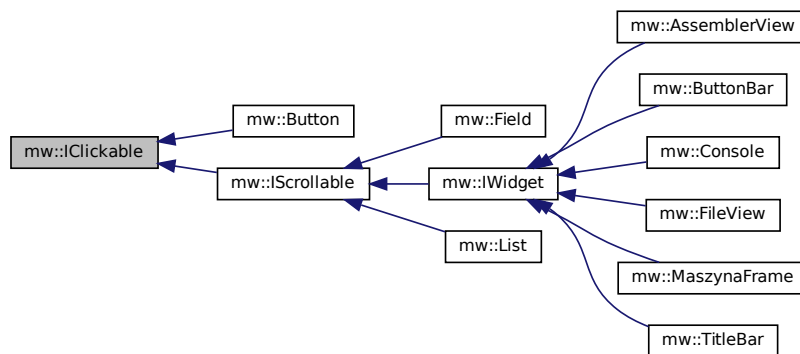 mw::IClickable
mw::Button
mw::IScrollable
mw::Field
mw::IWidget
mw::List
mw::AssemblerView
mw::ButtonBar
mw::Console
mw::FileView
mw::MaszynaFrame
mw::TitleBar